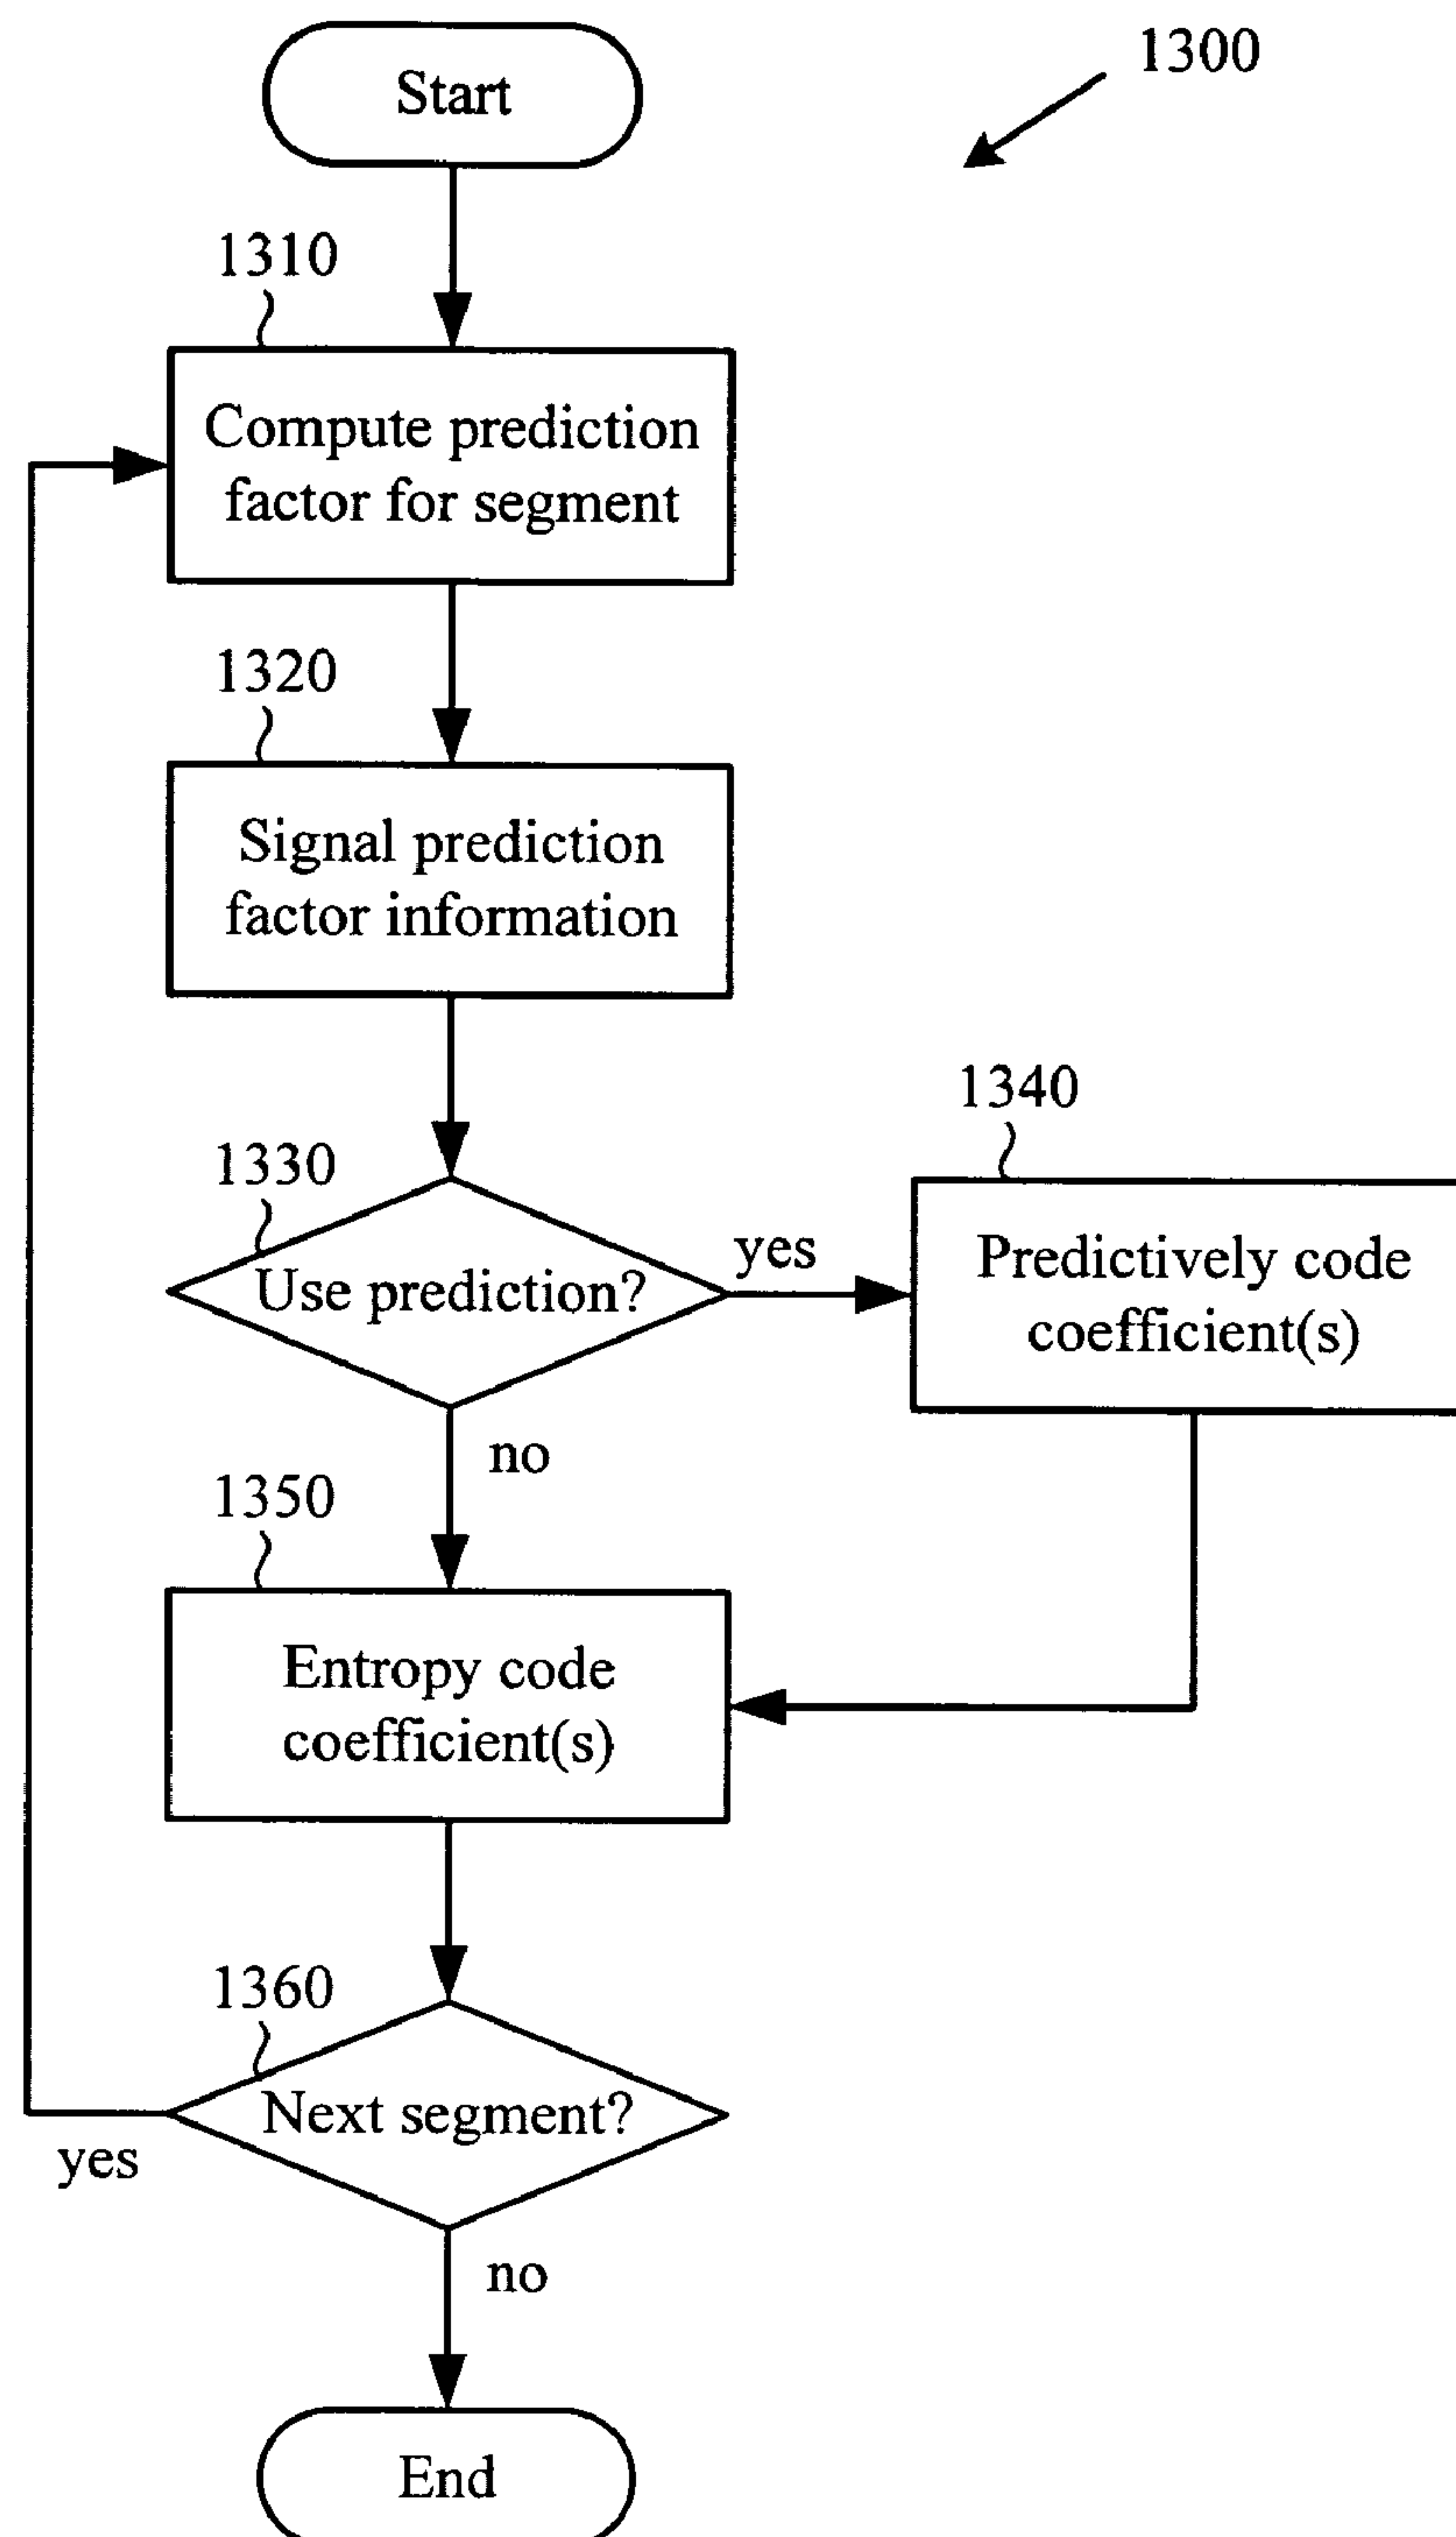 Start
1300
1310
Compute prediction
factor for segment
1320
Signal prediction
factor information
1330
Use prediction?
yes
1340
Predictively code
coefficient(s)
no
1350
Entropy code
coefficient(s)
1360
Next segment?
yes
no
End